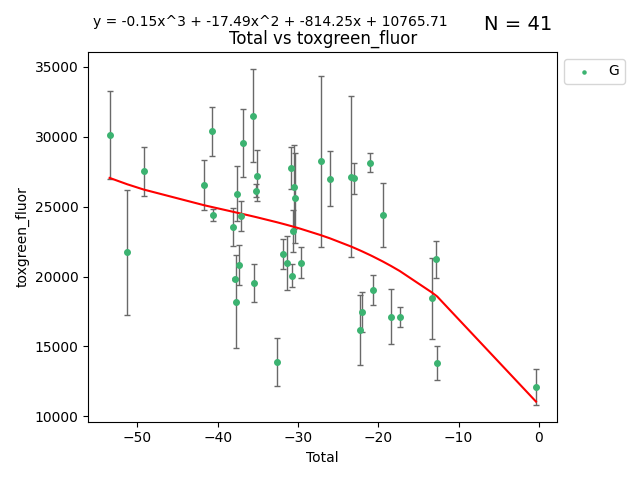 y = -0.15x^3 + -17.49x^2 + -814.25x + 10765.71
N = 41
Total vs toxgreen_fluor
G
35000
30000
25000
20000
15000
10000
toxgreen_fluor
−50
−40
−30
−20
−10
0
Total